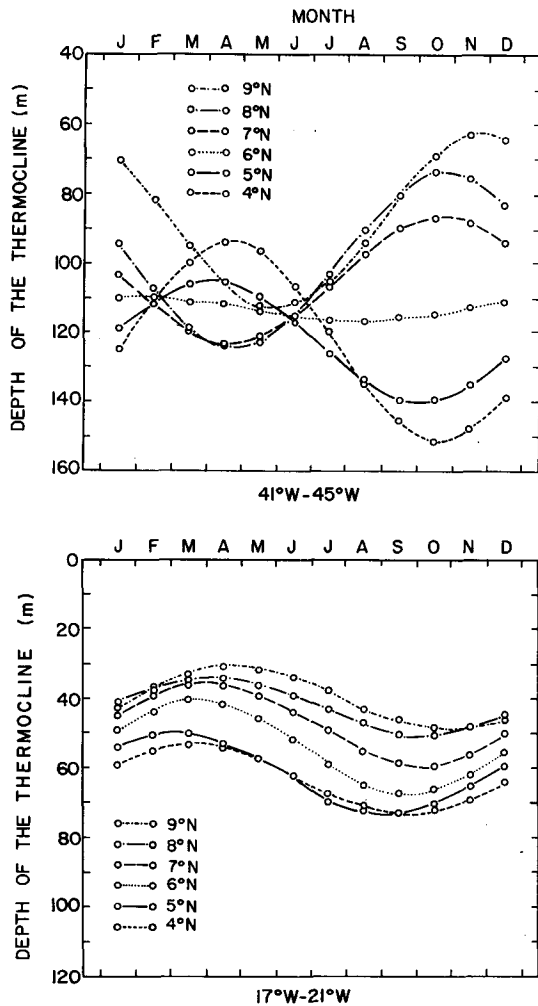 MONTH
J F M A M J J A S O N D
DEPTH OF THE THERMOCLINE (m)
40
60
80
100
120
140
160
9°N
8°N
7°N
6°N
5°N
4°N
41°W-45°W
J F M A M J J A S O N D
DEPTH OF THE THERMOCLINE (m)
0
20
40
60
80
100
120
9°N
8°N
7°N
6°N
5°N
4°N
17°W-21°W